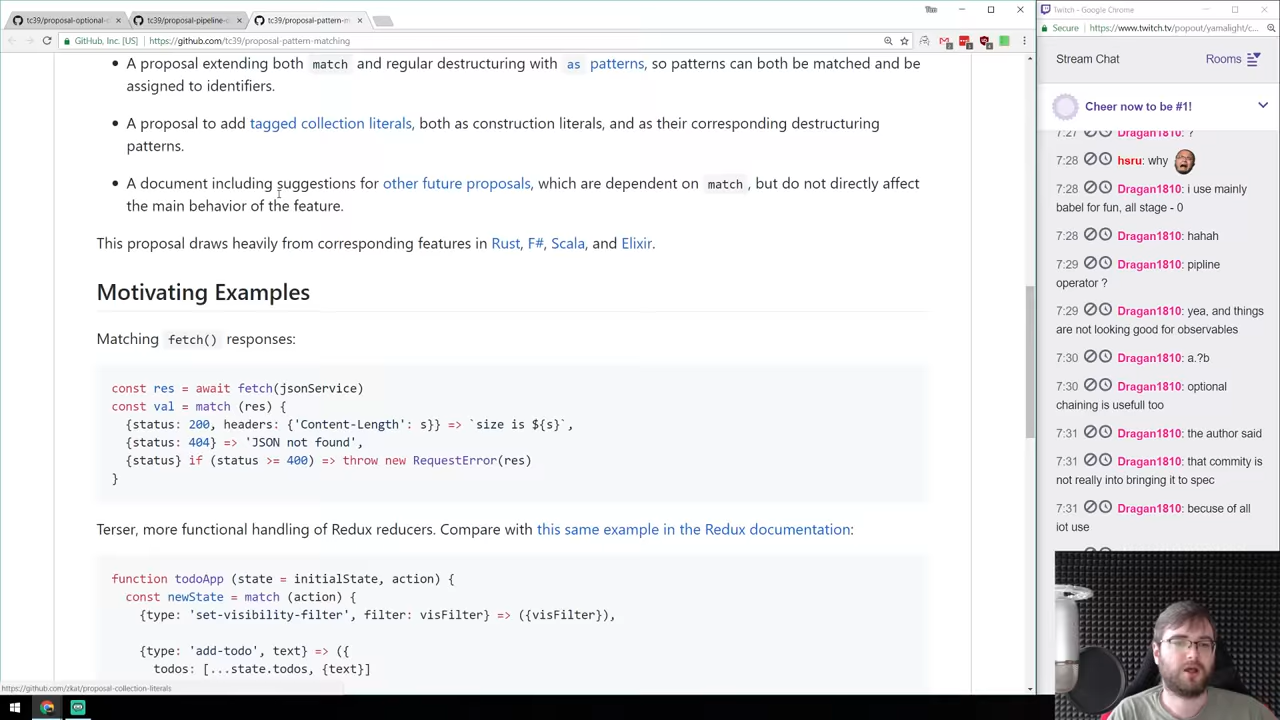 tc39/proposal-optional-c
tc39/proposal-pipeline-o
tc39/proposal-pattern-m
Tim
GitHub, Inc. [US]
https://github.com/tc39/proposal-pattern-matching
A proposal extending both match and regular destructuring with as patterns, so patterns can both be matched and be
assigned to identifiers.
A proposal to add tagged collection literals, both as construction literals, and as their corresponding destructuring
patterns.
A document including suggestions for other future proposals, which are dependent on match, but do not directly affect
the main behavior of the feature.
This proposal draws heavily from corresponding features in Rust, F#, Scala, and Elixir.
Motivating Examples
Matching fetch() responses:
const res = await fetch(jsonService)
const val = match (res) {
{status: 200, headers: {'Content-Length': s}} => `size is ${s}`,
{status: 404} => 'JSON not found',
{status} if (status >= 400) => throw new RequestError(res)
}
Terser, more functional handling of Redux reducers. Compare with this same example in the Redux documentation:
function todoApp (state = initialState, action) {
const newState = match (action) {
{type: 'set-visibility-filter', filter: visFilter} => ({visFilter}),
{type: 'add-todo', text} => ({
todos: [...state.todos, {text}]
https://github.com/zkat/proposal-collection-literals
Twitch - Google Chrome
Secure
https://www.twitch.tv/popout/yamalight/c...
Stream Chat
Rooms
Cheer now to be #1!
7:27 Dragan1810: ?
7:28 hsru: why
7:28 Dragan1810: i use mainly
babel for fun, all stage - 0
7:28 Dragan1810: hahah
7:29 Dragan1810: pipline
operator ?
7:29 Dragan1810: yea, and things
are not looking good for observables
7:30 Dragan1810: a.?b
7:30 Dragan1810: optional
chaining is usefull too
7:31 Dragan1810: the author said
7:31 Dragan1810: that commity is
not really into bringing it to spec
7:31 Dragan1810: becuse of all
iot use